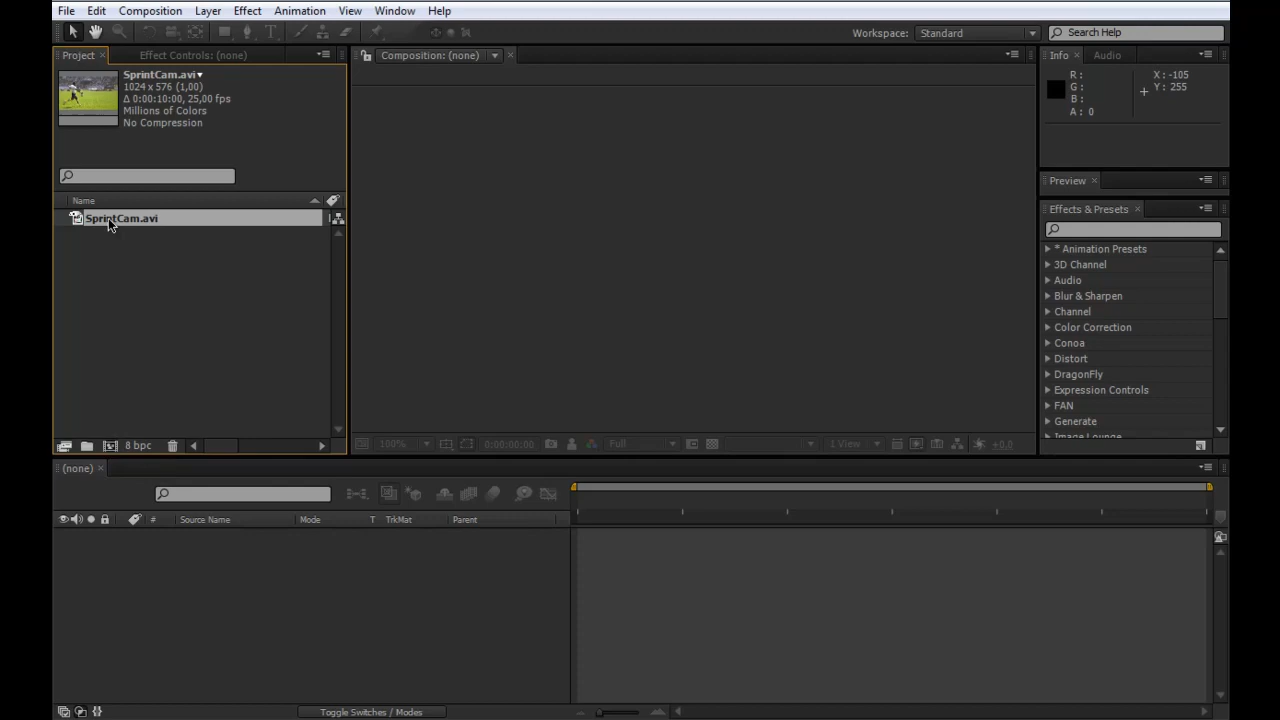 File Edit Composition Layer Effect Animation View Window Help
Workspace: Standard Search Help
Project Effect Controls: (none) Composition: (none) Info Audio
SprintCam.avi
1024 x 576 (1,00)
Δ 0:00:10:00, 25,00 fps
Millions of Colors
No Compression
R : X : -105
G : Y : 255
B :
A : 0
Preview
Effects & Presets
Name
SprintCam.avi
* Animation Presets
3D Channel
Audio
Blur & Sharpen
Channel
Color Correction
Conoa
Distort
DragonFly
Expression Controls
FAN
Generate
Image Lounge
8 bpc 100% 0:00:00:00 Full 1 View +0,0
(none)
# Source Name Mode T TrkMat Parent
Toggle Switches / Modes